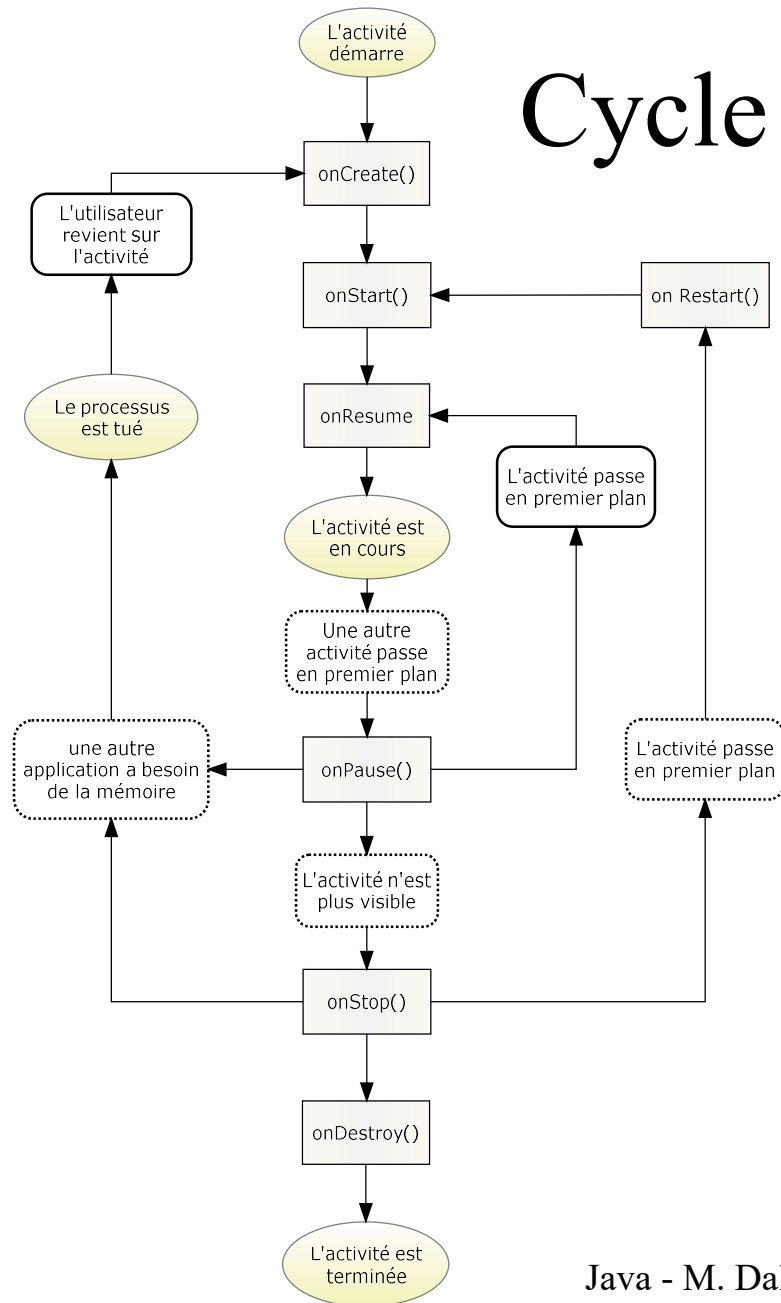 L'activité
démarre
Cycle
onCreate()
L'utilisateur
revient sur
l'activité
onStart()
on Restart()
Le processus
est tué
onResume
L'activité passe
en premier plan
L'activité est
en cours
Une autre
activité passe
en premier plan
une autre
application a besoin
de la mémoire
onPause()
L'activité passe
en premier plan
L'activité n'est
plus visible
onStop()
onDestroy()
L'activité est
terminée
Java - M. Da